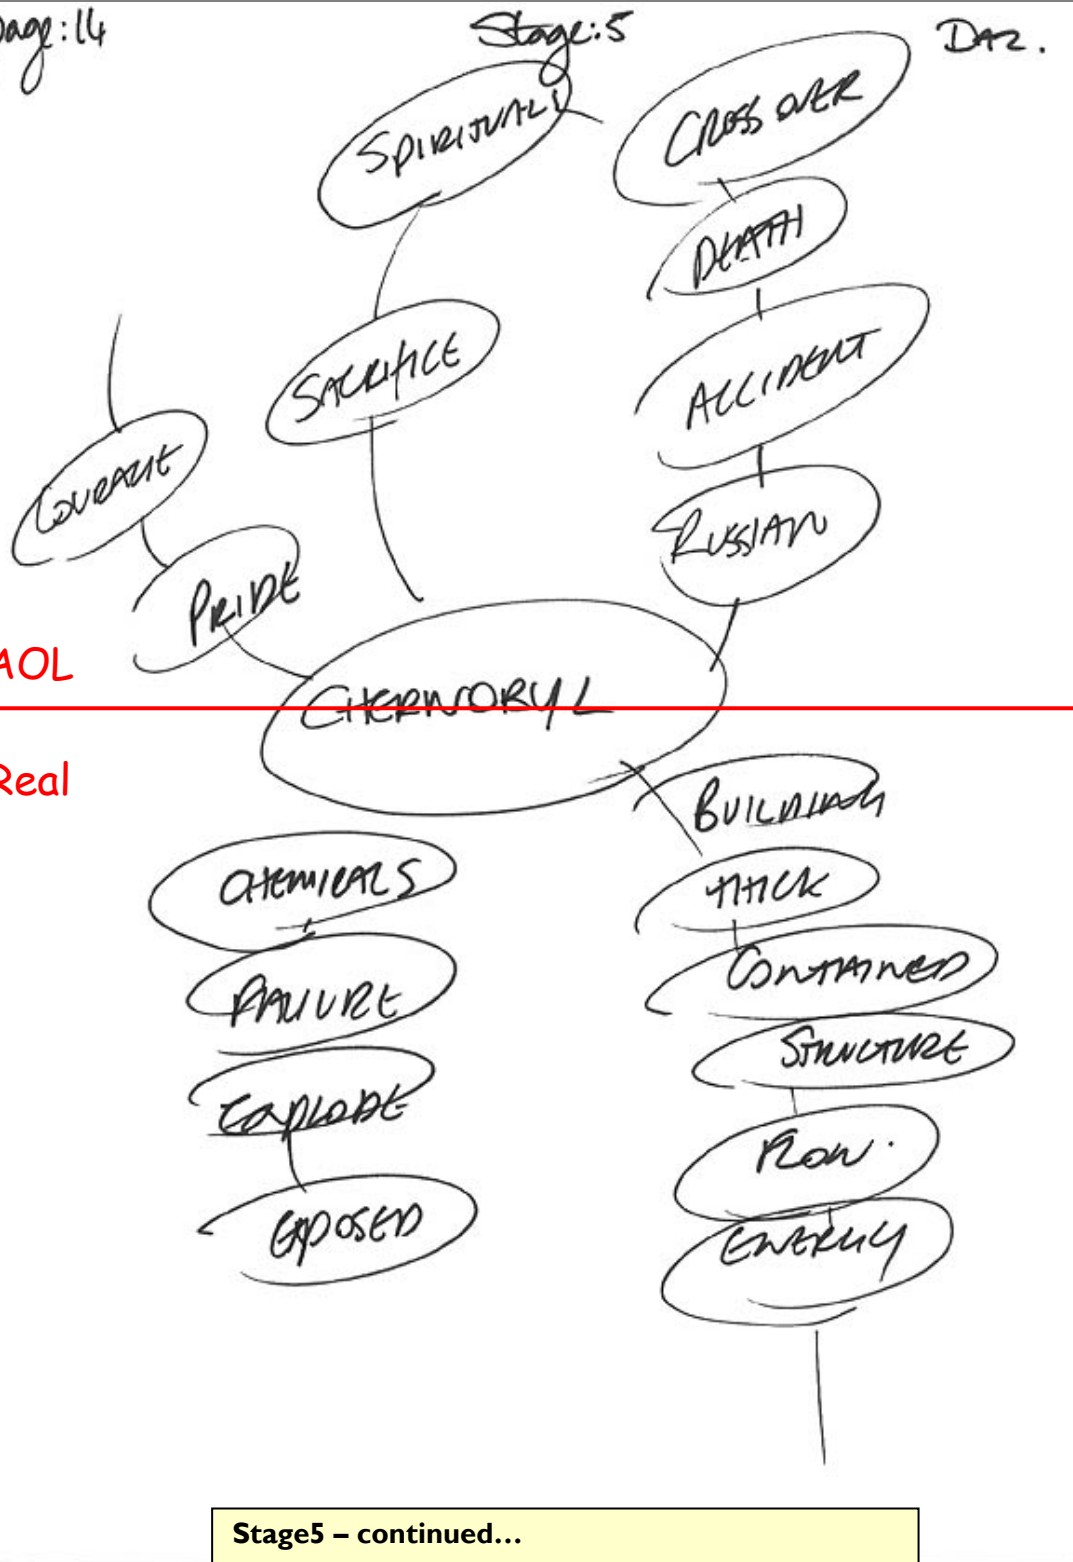 Page:14
Stage:5
DAZ.
SPIRITUAL
CROSS OVER
DEATH
SACRIFICE
ACCIDENT
COURAGE
RUSSIAN
PRIDE
AOL
CHERNOBYL
Real
BUILDING
CHEMICALS
THICK
CONTAINED
FAILURE
STRUCTURE
EXPLODE
FLOW.
EXPOSED
ENERGY
Stage5 – continued…